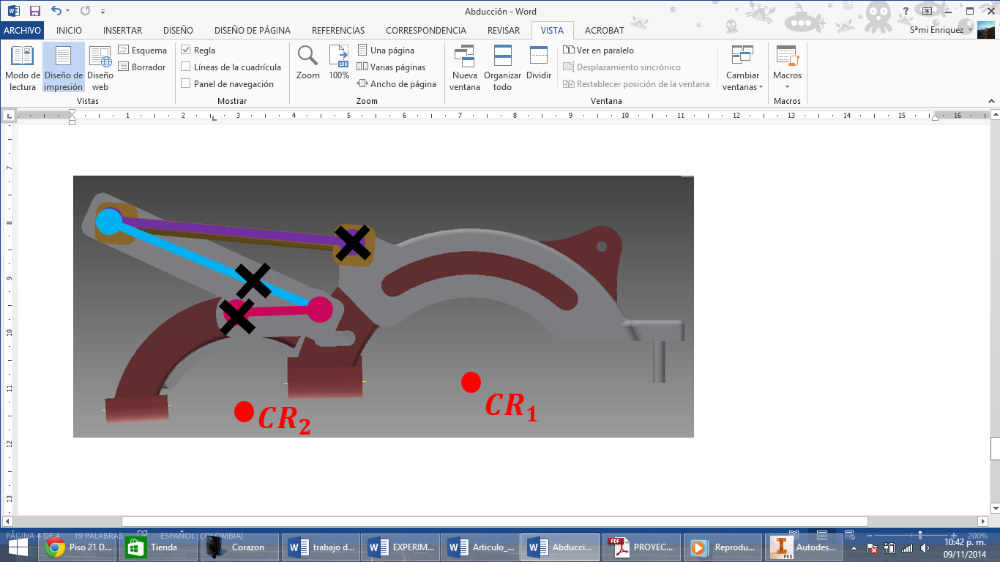 Abducción - Word
ARCHIVO INICIO INSERTAR DISEÑO DISEÑO DE PÁGINA REFERENCIAS CORRESPONDENCIA REVISAR VISTA ACROBAT Sªmi Enriquez
Modo de lectura
Diseño de impresión
Diseño web
Esquema
Borrador
Vistas
Regla
Líneas de la cuadrícula
Panel de navegación
Mostrar
Zoom
100%
Una página
Varias páginas
Ancho de página
Zoom
Nueva ventana
Organizar todo
Dividir
Ver en paralelo
Desplazamiento sincrónico
Restablecer posición de la ventana
Cambiar ventanas
Ventana
Macros
Macros
1 2 3 4 5 6 7 8 9 10 11 12 13 14 15 16
7
8
9
10
11
12
13
CR1
CR2
PÁGINA 4 DE 4 19 PALABRAS ESPAÑOL (COLOMBIA) 200%
Piso 21 D... Tienda Corazon trabajo d... EXPERIM... Articulo_... Abducci... PROYEC... Reprodu... Autodes...
10:42 p. m.
09/11/2014